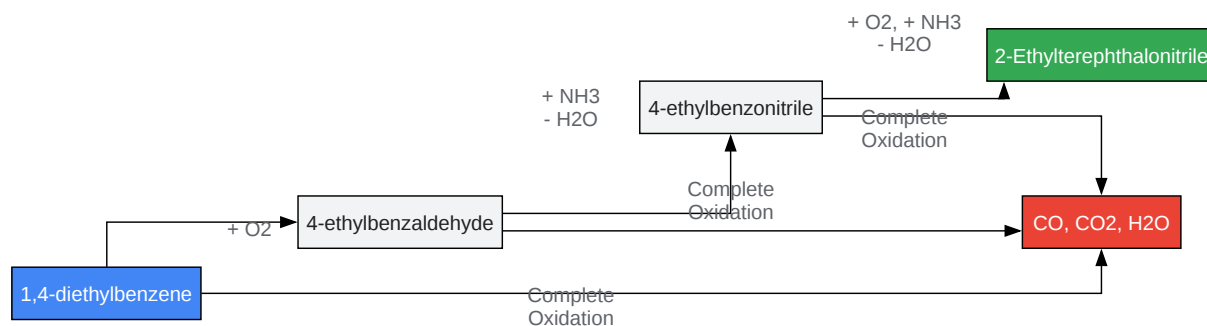 + O2, + NH3
- H2O
2-Ethylterephthalonitrile
+ NH3
- H2O
4-ethylbenzonitrile
Complete
Oxidation
Complete
Oxidation
4-ethylbenzaldehyde
+ O2
CO, CO2, H2O
1,4-diethylbenzene
Complete
Oxidation